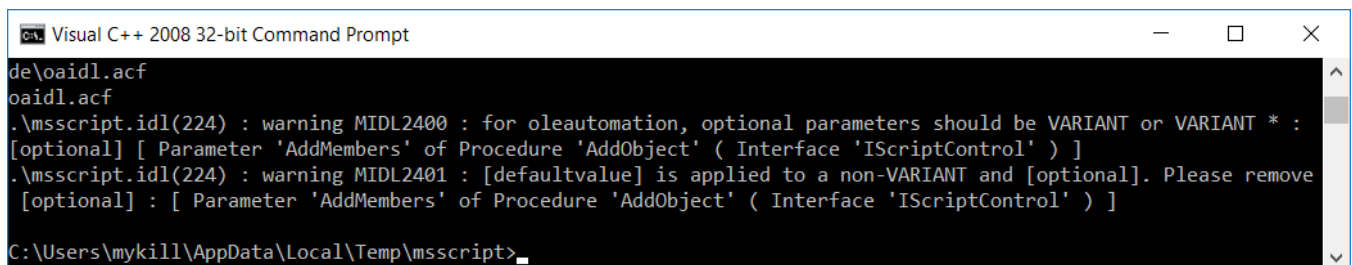 Visual C++ 2008 32-bit Command Prompt
de\oaidl.acf
oaidl.acf
.\msscript.idl(224) : warning MIDL2400 : for oleautomation, optional parameters should be VARIANT or VARIANT * :
[optional] [ Parameter 'AddMembers' of Procedure 'AddObject' ( Interface 'IScriptControl' ) ]
.\msscript.idl(224) : warning MIDL2401 : [defaultvalue] is applied to a non-VARIANT and [optional]. Please remove
[optional] : [ Parameter 'AddMembers' of Procedure 'AddObject' ( Interface 'IScriptControl' ) ]
C:\Users\mykill\AppData\Local\Temp\msscript>